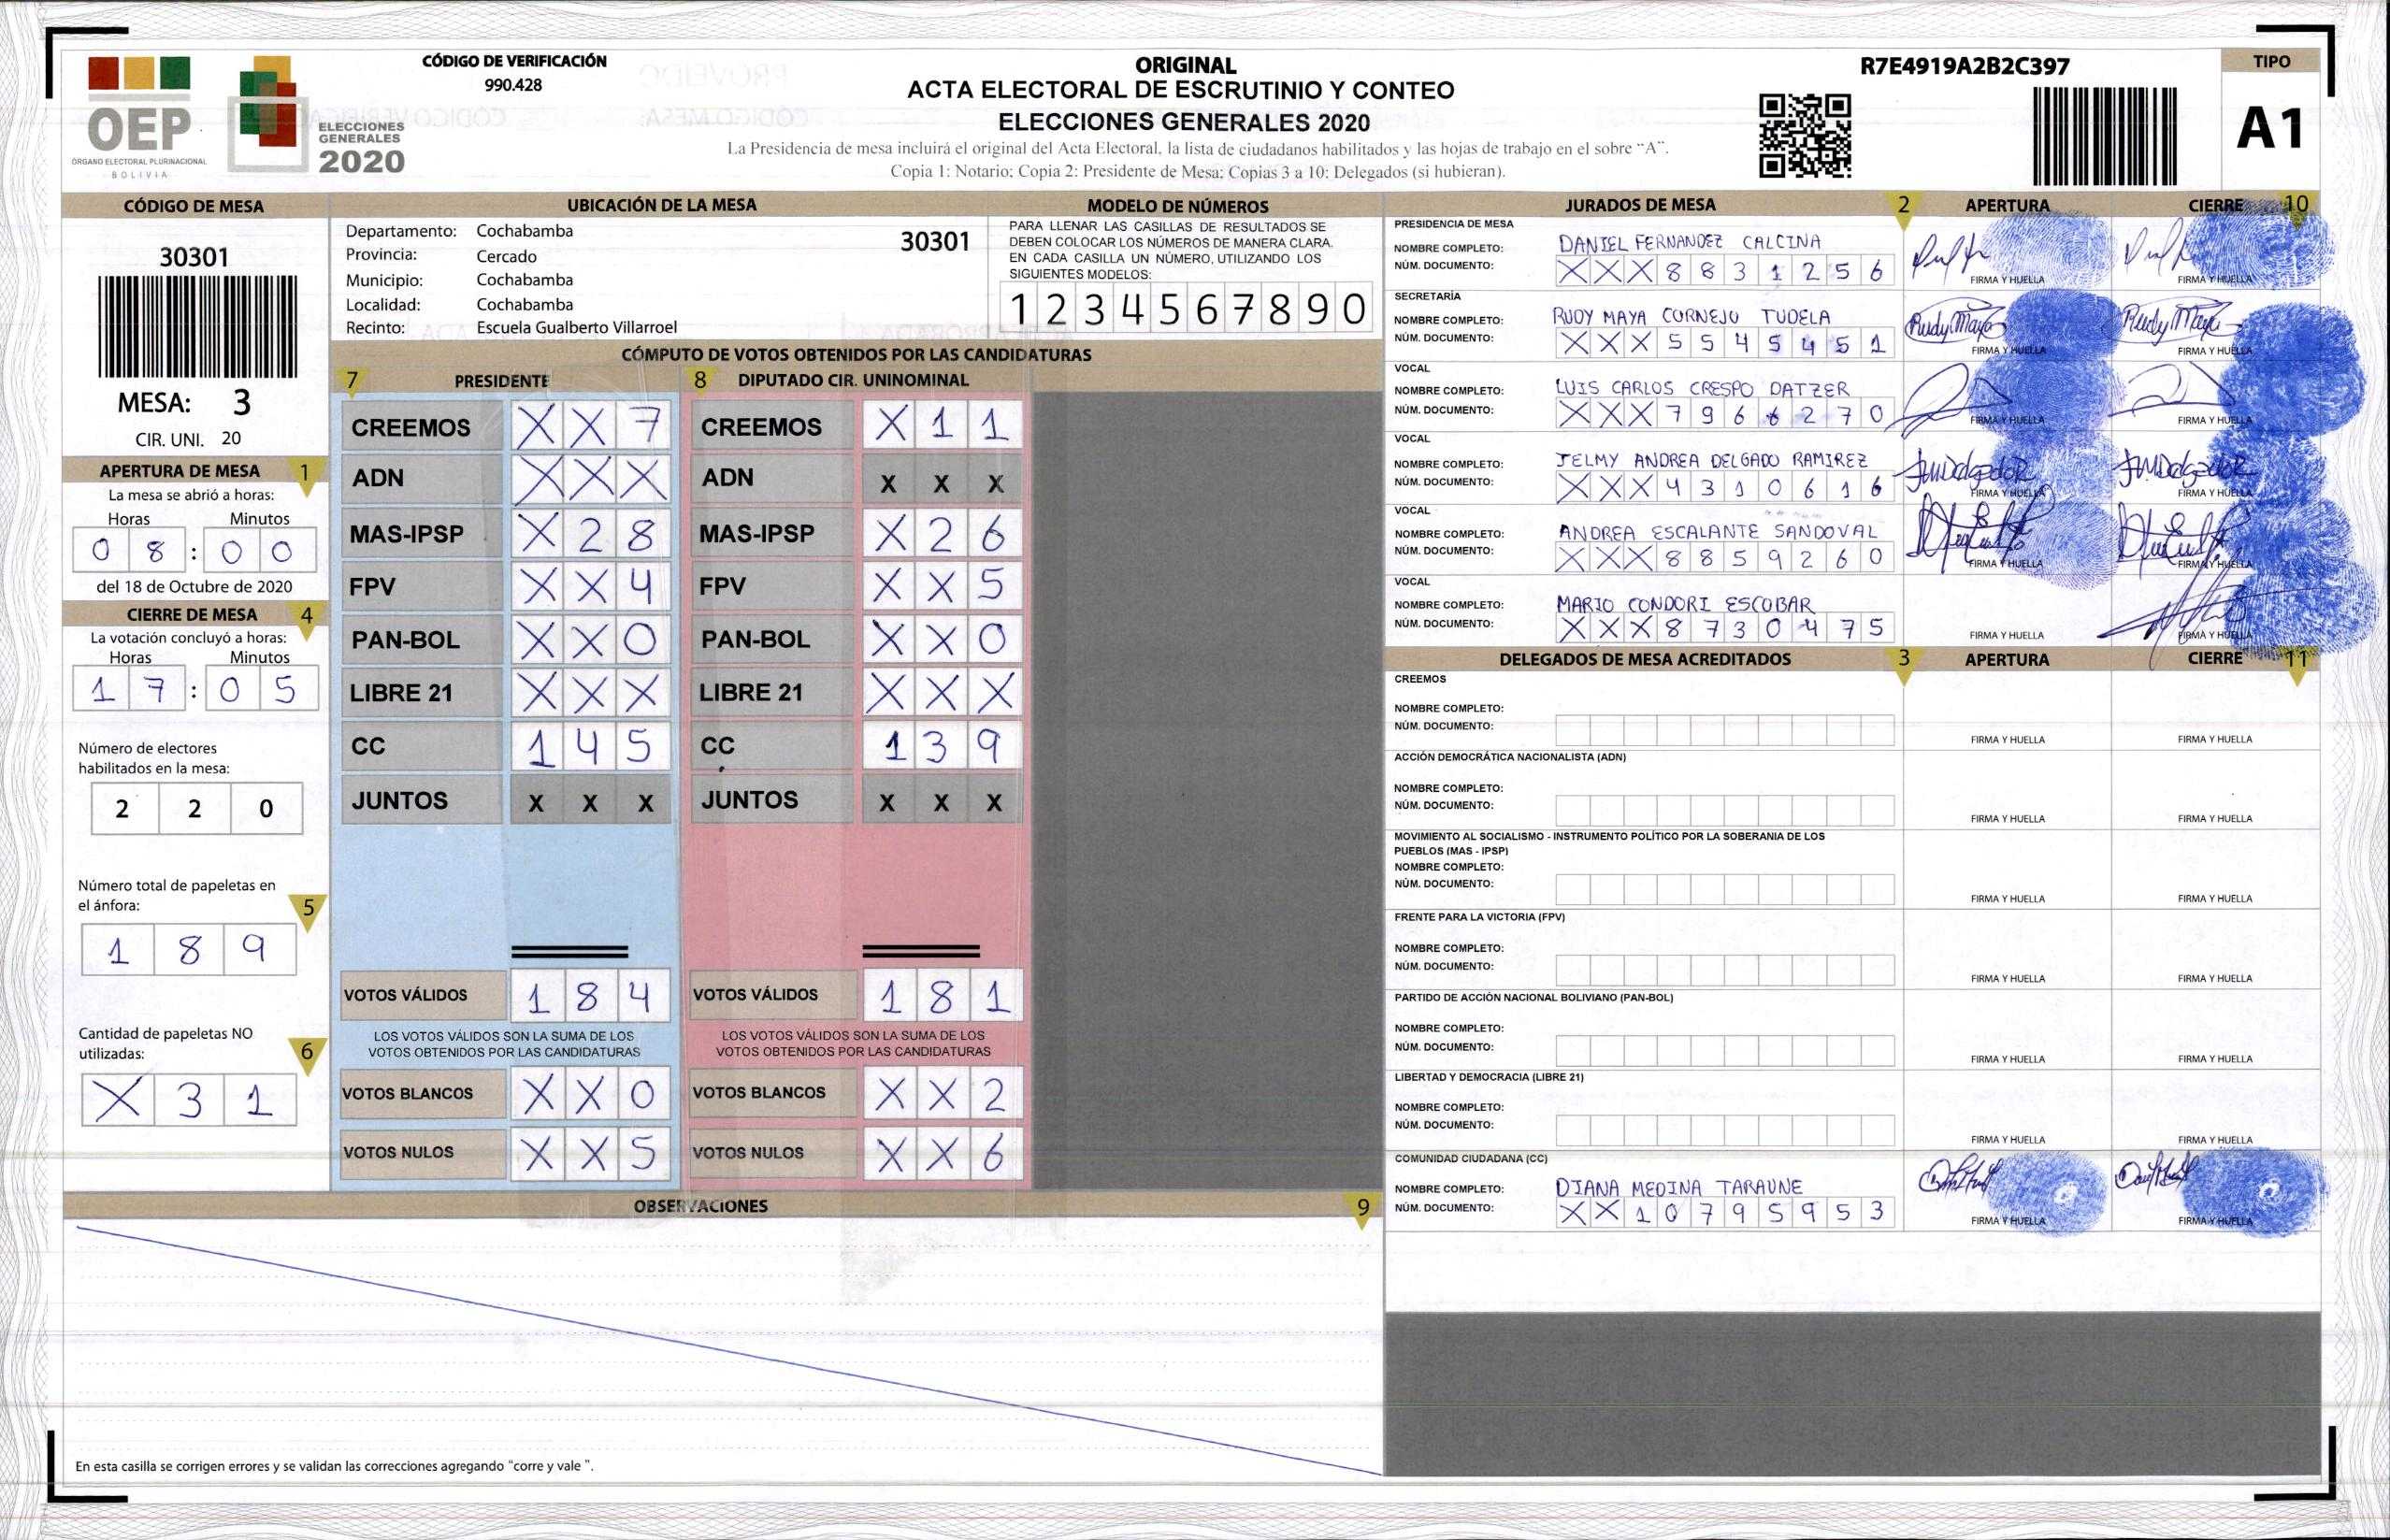 OEP
ÓRGANO ELECTORAL PLURINACIONAL
BOLIVIA
ELECCIONES
GENERALES
2020
CÓDIGO DE VERIFICACIÓN
990.428
ORIGINAL
ACTA ELECTORAL DE ESCRUTINIO Y CONTEO
ELECCIONES GENERALES 2020
La Presidencia de mesa incluirá el original del Acta Electoral, la lista de ciudadanos habilitados y las hojas de trabajo en el sobre “A”.
Copia 1: Notario; Copia 2: Presidente de Mesa; Copias 3 a 10: Delegados (si hubieran).
R7E4919A2B2C397
TIPO
A1
CÓDIGO DE MESA
30301
MESA: 3
CIR. UNI. 20
APERTURA DE MESA 1
La mesa se abrió a horas:
Horas Minutos
0 8 : 0 0
del 18 de Octubre de 2020
CIERRE DE MESA 4
La votación concluyó a horas:
Horas Minutos
1 7 : 0 5
Número de electores
habilitados en la mesa:
2 2 0
Número total de papeletas en
el ánfora:
5
1 8 9
Cantidad de papeletas NO
utilizadas:
6
X 3 1
UBICACIÓN DE LA MESA
Departamento: Cochabamba
30301
Provincia: Cercado
Municipio: Cochabamba
Localidad: Cochabamba
Recinto: Escuela Gualberto Villarroel
MODELO DE NÚMEROS
PARA LLENAR LAS CASILLAS DE RESULTADOS SE
DEBEN COLOCAR LOS NÚMEROS DE MANERA CLARA.
EN CADA CASILLA UN NÚMERO, UTILIZANDO LOS
SIGUIENTES MODELOS:
1 2 3 4 5 6 7 8 9 0
CÓMPUTO DE VOTOS OBTENIDOS POR LAS CANDIDATURAS
7 PRESIDENTE
CREEMOS X X 7
ADN X X X
MAS-IPSP X 2 8
FPV X X 4
PAN-BOL X X 0
LIBRE 21 X X X
CC 1 4 5
JUNTOS X X X
VOTOS VÁLIDOS 1 8 4
LOS VOTOS VÁLIDOS SON LA SUMA DE LOS
VOTOS OBTENIDOS POR LAS CANDIDATURAS
VOTOS BLANCOS X X 0
VOTOS NULOS X X 5
8 DIPUTADO CIR. UNINOMINAL
CREEMOS X 1 1
ADN X X X
MAS-IPSP X 2 6
FPV X X 5
PAN-BOL X X 0
LIBRE 21 X X X
CC 1 3 9
JUNTOS X X X
VOTOS VÁLIDOS 1 8 1
LOS VOTOS VÁLIDOS SON LA SUMA DE LOS
VOTOS OBTENIDOS POR LAS CANDIDATURAS
VOTOS BLANCOS X X 2
VOTOS NULOS X X 6
OBSERVACIONES 9
En esta casilla se corrigen errores y se validan las correcciones agregando “corre y vale ”.
JURADOS DE MESA 2 APERTURA CIERRE 10
PRESIDENCIA DE MESA
NOMBRE COMPLETO: DANIEL FERNANDEZ CALCINA
NÚM. DOCUMENTO: X X X 8 8 3 1 2 5 6
FIRMA Y HUELLA FIRMA Y HUELLA
SECRETARÍA
NOMBRE COMPLETO: RUDY MAYA CORNEJO TUDELA
Rudy Maya Rudy Maya
NÚM. DOCUMENTO: X X X 5 5 4 5 4 5 1
FIRMA Y HUELLA FIRMA Y HUELLA
VOCAL
NOMBRE COMPLETO: LUIS CARLOS CRESPO DATZER
NÚM. DOCUMENTO: X X X 7 9 6 6 2 7 0
FIRMA Y HUELLA FIRMA Y HUELLA
VOCAL
NOMBRE COMPLETO: JELMY ANDREA DELGADO RAMIREZ
NÚM. DOCUMENTO: X X X 4 3 1 0 6 1 6
FIRMA Y HUELLA FIRMA Y HUELLA
VOCAL
NOMBRE COMPLETO: ANDREA ESCALANTE SANDOVAL
NÚM. DOCUMENTO: X X X 8 8 5 9 2 6 0
FIRMA Y HUELLA FIRMA Y HUELLA
VOCAL
NOMBRE COMPLETO: MARIO CONDORI ESCOBAR
NÚM. DOCUMENTO: X X X 8 7 3 0 4 7 5
FIRMA Y HUELLA FIRMA Y HUELLA
DELEGADOS DE MESA ACREDITADOS 3 APERTURA CIERRE 11
CREEMOS
NOMBRE COMPLETO:
NÚM. DOCUMENTO:
FIRMA Y HUELLA FIRMA Y HUELLA
ACCIÓN DEMOCRÁTICA NACIONALISTA (ADN)
NOMBRE COMPLETO:
NÚM. DOCUMENTO:
FIRMA Y HUELLA FIRMA Y HUELLA
MOVIMIENTO AL SOCIALISMO - INSTRUMENTO POLÍTICO POR LA SOBERANIA DE LOS
PUEBLOS (MAS - IPSP)
NOMBRE COMPLETO:
NÚM. DOCUMENTO:
FIRMA Y HUELLA FIRMA Y HUELLA
FRENTE PARA LA VICTORIA (FPV)
NOMBRE COMPLETO:
NÚM. DOCUMENTO:
FIRMA Y HUELLA FIRMA Y HUELLA
PARTIDO DE ACCIÓN NACIONAL BOLIVIANO (PAN-BOL)
NOMBRE COMPLETO:
NÚM. DOCUMENTO:
FIRMA Y HUELLA FIRMA Y HUELLA
LIBERTAD Y DEMOCRACIA (LIBRE 21)
NOMBRE COMPLETO:
NÚM. DOCUMENTO:
FIRMA Y HUELLA FIRMA Y HUELLA
COMUNIDAD CIUDADANA (CC)
NOMBRE COMPLETO: DIANA MEDINA TARAUNE
NÚM. DOCUMENTO: X X 1 0 7 9 5 9 5 3
FIRMA Y HUELLA FIRMA Y HUELLA